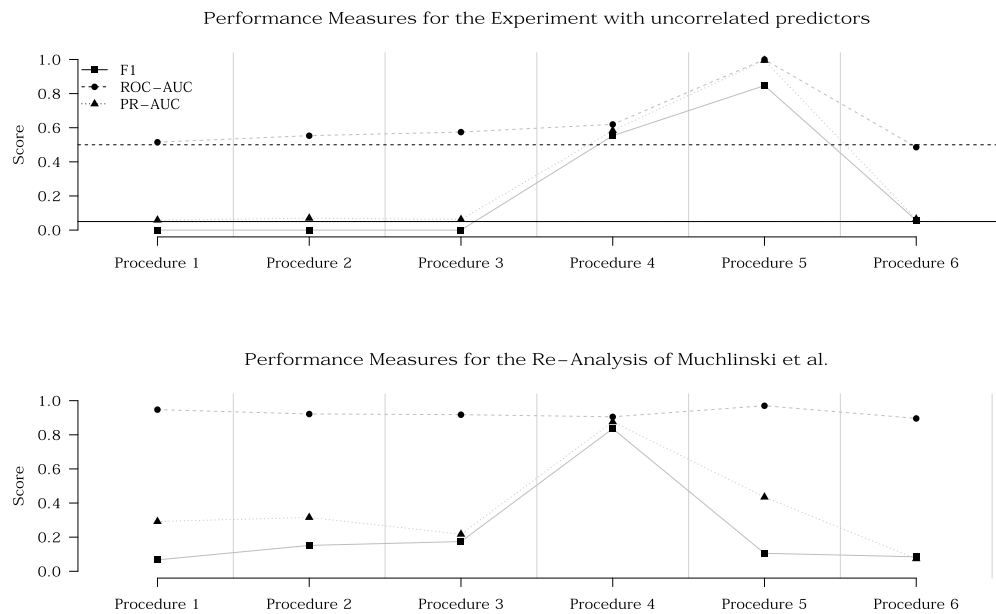 Performance Measures for the Experiment with uncorrelated predictors
1.0
0.8
0.6
0.4
0.2
0.0
Score
F1
ROC−AUC
PR−AUC
Procedure 1 Procedure 2 Procedure 3 Procedure 4 Procedure 5 Procedure 6
Performance Measures for the Re−Analysis of Muchlinski et al.
1.0
0.8
0.6
0.4
0.2
0.0
Score
Procedure 1 Procedure 2 Procedure 3 Procedure 4 Procedure 5 Procedure 6